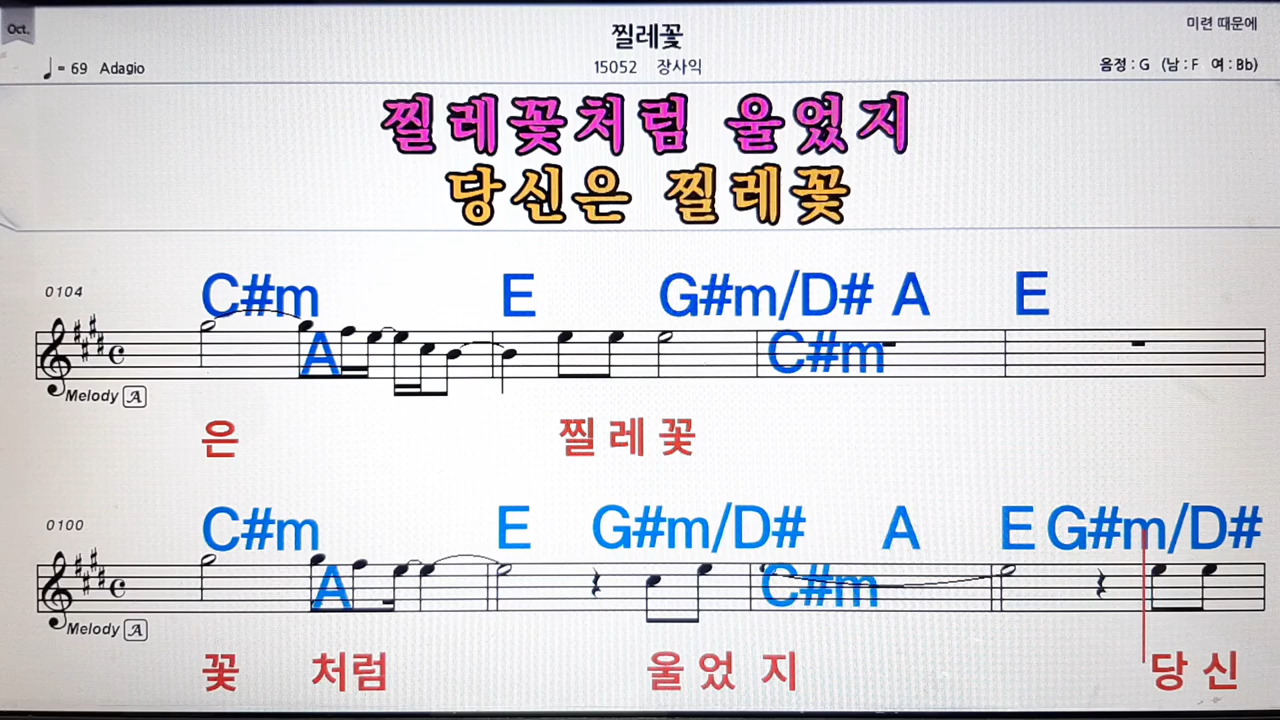 Oct.
찔레꽃
미련 때문에
♩= 69 Adagio
15052 장사익
음정 : G (남 : F 여 : Bb)
찔레꽃처럼 울었지
당신은 찔레꽃
0104
C#m E G#m/D# A E
A C#m
Melody A
은 찔 레 꽃
0100
C#m E G#m/D# A E G#m/D#
A C#m
Melody A
꽃 처럼 울 었 지 당 신